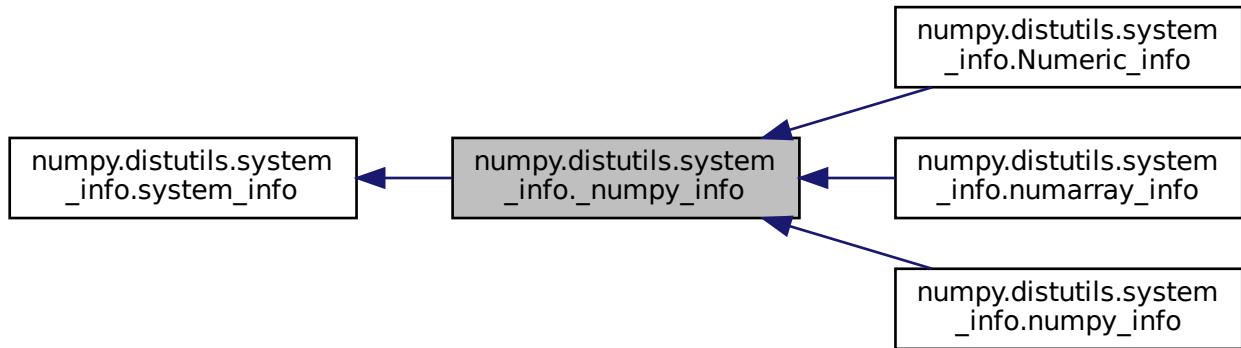 numpy.distutils.system
_info.system_info
numpy.distutils.system
_info._numpy_info
numpy.distutils.system
_info.Numeric_info
numpy.distutils.system
_info.numarray_info
numpy.distutils.system
_info.numpy_info